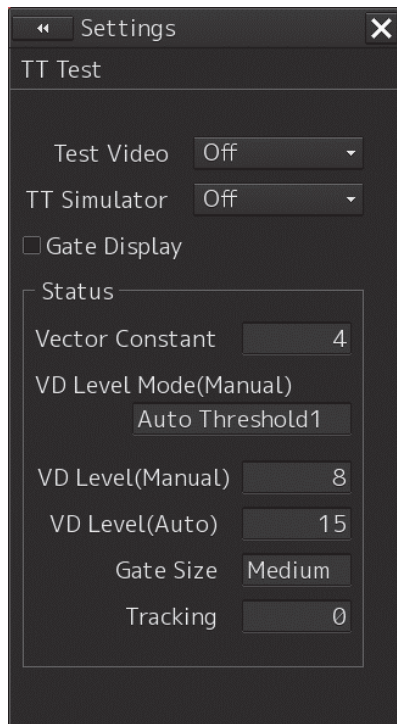 Settings
TT Test
Test Video Off
TT Simulator Off
Gate Display
Status
Vector Constant 4
VD Level Mode(Manual)
Auto Threshold1
VD Level(Manual) 8
VD Level(Auto) 15
Gate Size Medium
Tracking 0